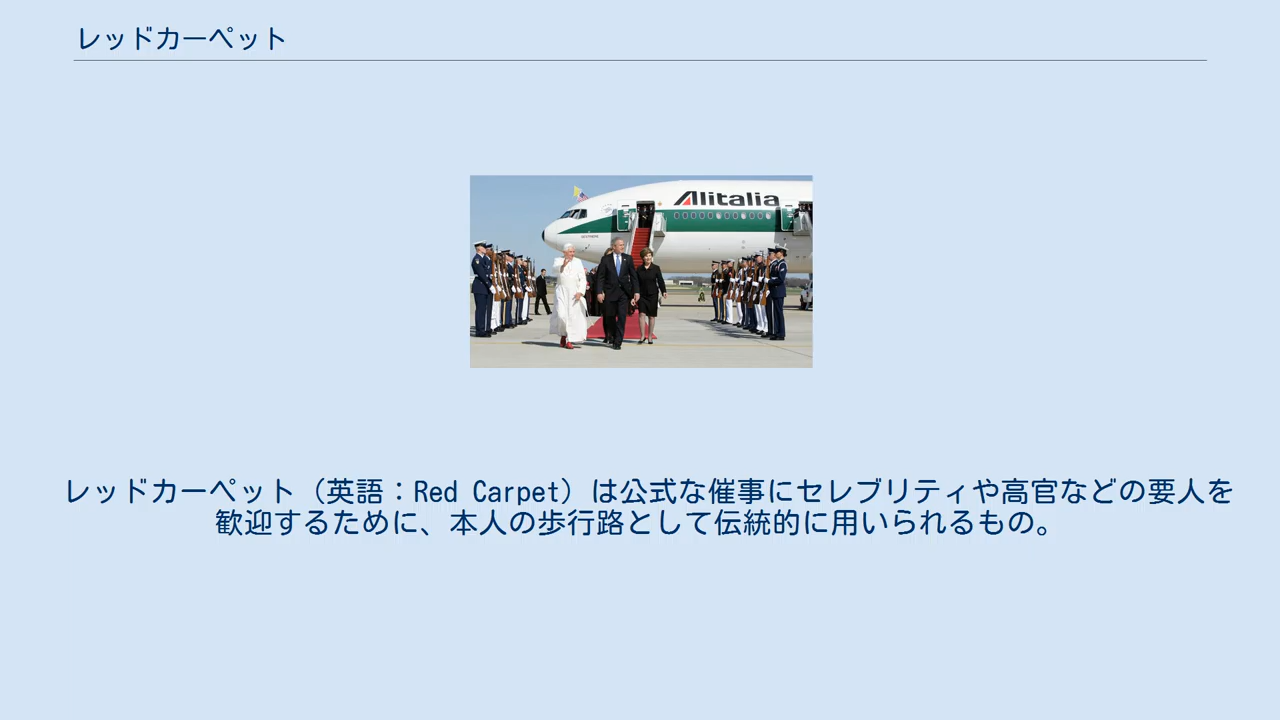 レッドカーペット
Alitalia
レッドカーペット（英語：Red Carpet）は公式な催事にセレブリティや高官などの要人を
歓迎するために、本人の歩行路として伝統的に用いられるもの。